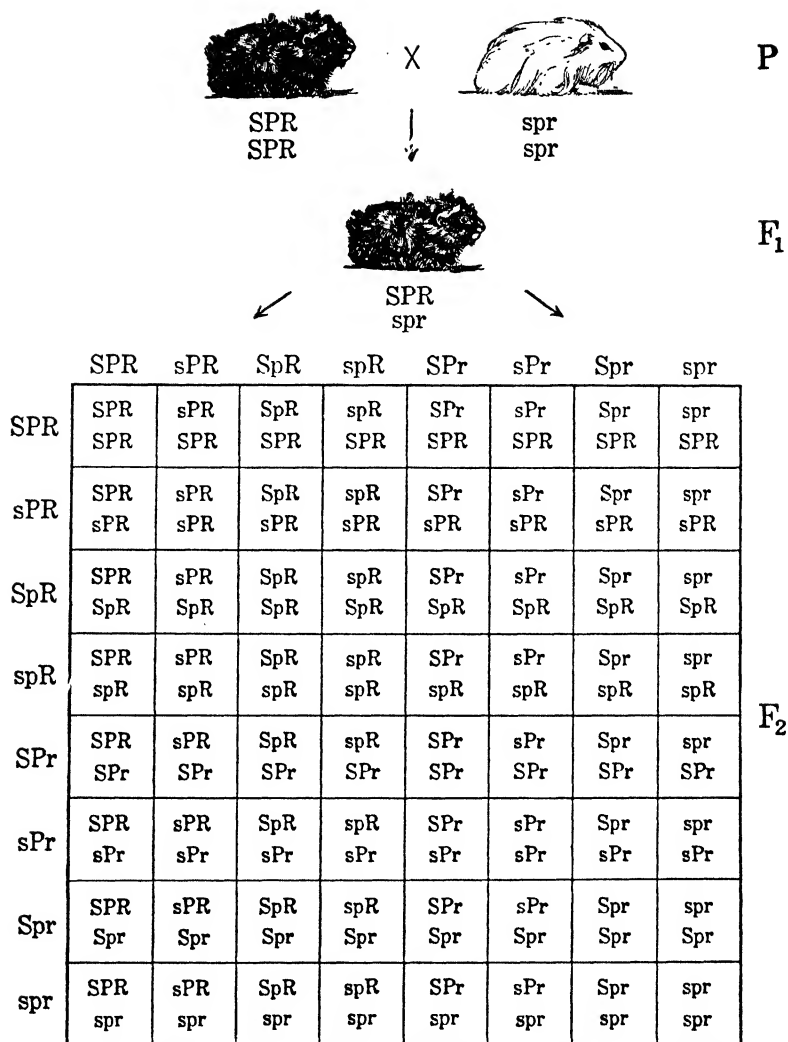 X P
SPR spr
SPR spr
F₁
SPR
spr
SPR sPR SpR spR SPr sPr Spr spr
SPR sPR SpR spR SPr sPr Spr spr
SPR
SPR SPR SPR SPR SPR SPR SPR SPR
SPR sPR SpR spR SPr sPr Spr spr
sPR
sPR sPR sPR sPR sPR sPR sPR sPR
SPR sPR SpR spR SPr sPr Spr spr
SpR
SpR SpR SpR SpR SpR SpR SpR SpR
SPR sPR SpR spR SPr sPr Spr spr
spR
spR spR spR spR spR spR spR spR
F₂
SPR sPR SpR spR SPr sPr Spr spr
SPr
SPr SPr SPr SPr SPr SPr SPr SPr
SPR sPR SpR spR SPr sPr Spr spr
sPr
sPr sPr sPr sPr sPr sPr sPr sPr
SPR sPR SpR spR SPr sPr Spr spr
Spr
Spr Spr Spr Spr Spr Spr Spr Spr
SPR sPR SpR spR SPr sPr Spr spr
spr
spr spr spr spr spr spr spr spr